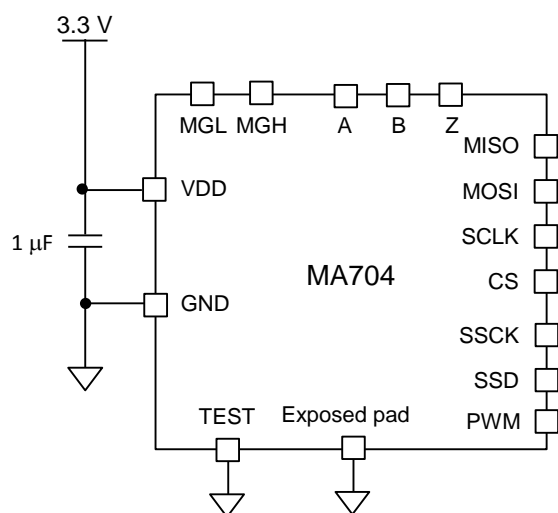 3.3 V
MGL MGH A B Z
MISO
VDD
MOSI
SCLK
1 µF
MA704
CS
GND
SSCK
SSD
TEST Exposed pad
PWM